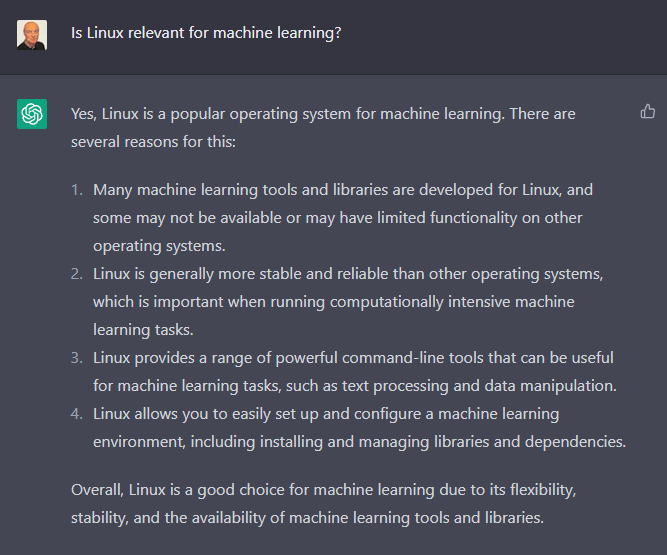 Is Linux relevant for machine learning?
Yes, Linux is a popular operating system for machine learning. There are
several reasons for this:
1. Many machine learning tools and libraries are developed for Linux, and
some may not be available or may have limited functionality on other
operating systems.
2. Linux is generally more stable and reliable than other operating systems,
which is important when running computationally intensive machine
learning tasks.
3. Linux provides a range of powerful command-line tools that can be useful
for machine learning tasks, such as text processing and data manipulation.
4. Linux allows you to easily set up and configure a machine learning
environment, including installing and managing libraries and dependencies.
Overall, Linux is a good choice for machine learning due to its flexibility,
stability, and the availability of machine learning tools and libraries.